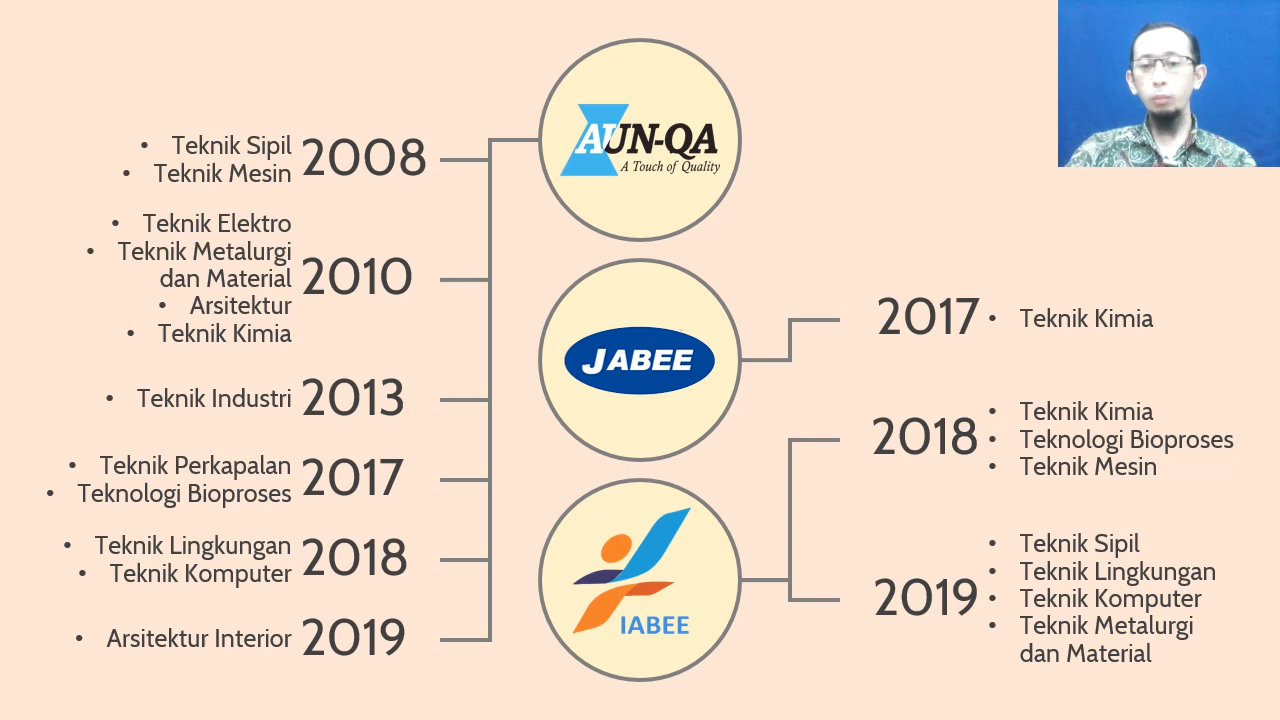 AUN-QA
A Touch of Quality
• Teknik Sipil
• Teknik Mesin
2008
• Teknik Elektro
• Teknik Metalurgi
dan Material
• Arsitektur
• Teknik Kimia
2010
• Teknik Industri
2013
• Teknik Perkapalan
• Teknologi Bioproses
2017
• Teknik Lingkungan
• Teknik Komputer
2018
• Arsitektur Interior
2019
JABEE
2017
• Teknik Kimia
IABEE
2018
• Teknik Kimia
• Teknologi Bioproses
• Teknik Mesin
2019
• Teknik Sipil
• Teknik Lingkungan
• Teknik Komputer
• Teknik Metalurgi
dan Material